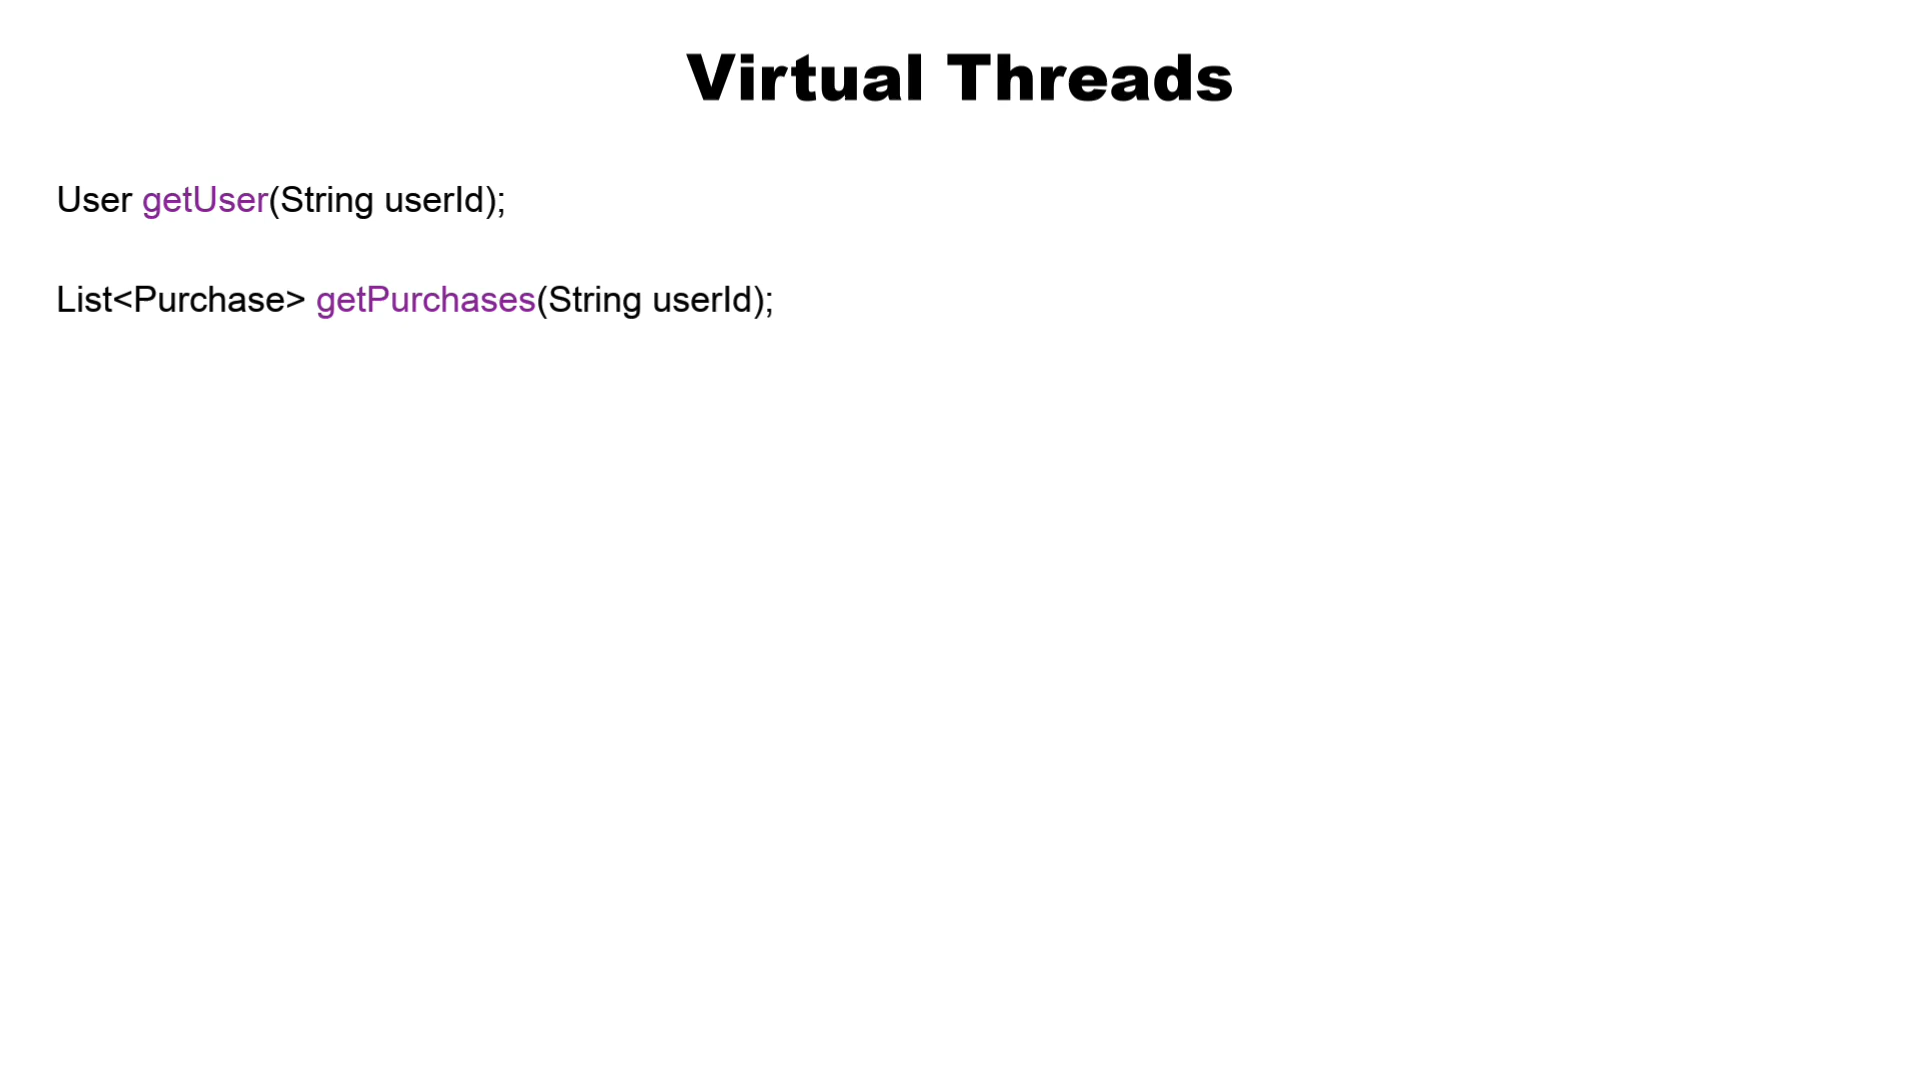 Virtual Threads
User getUser(String userId);
List<Purchase> getPurchases(String userId);